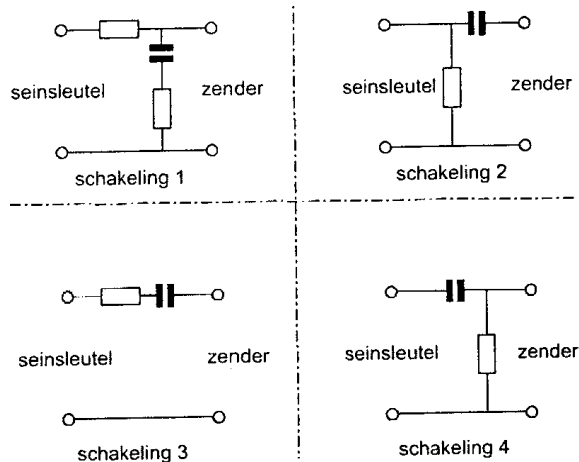 seinsleutel zender
schakeling 1
seinsleutel zender
schakeling 2
seinsleutel zender
schakeling 3
seinsleutel zender
schakeling 4